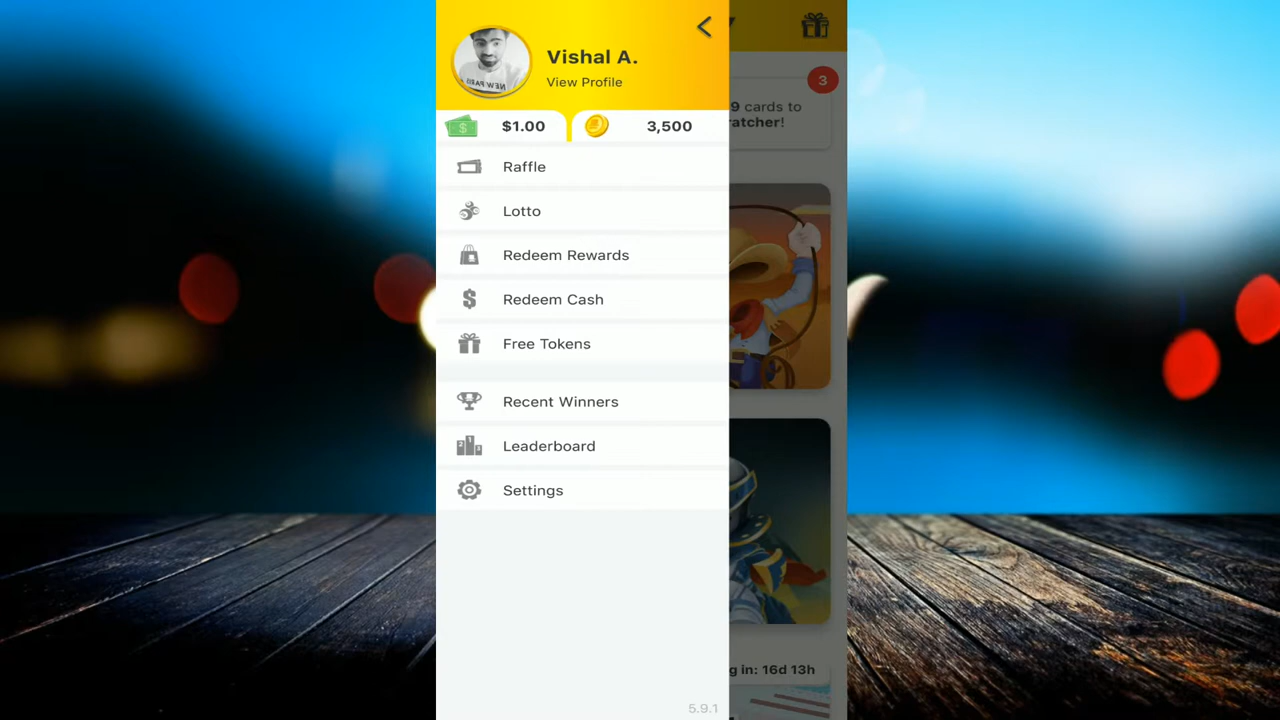 Vishal A.
View Profile
$1.00
3,500
3
9 cards to
ratcher!
Raffle
Lotto
Redeem Rewards
Redeem Cash
Free Tokens
Recent Winners
Leaderboard
Settings
g in: 16d 13h
5.9.1